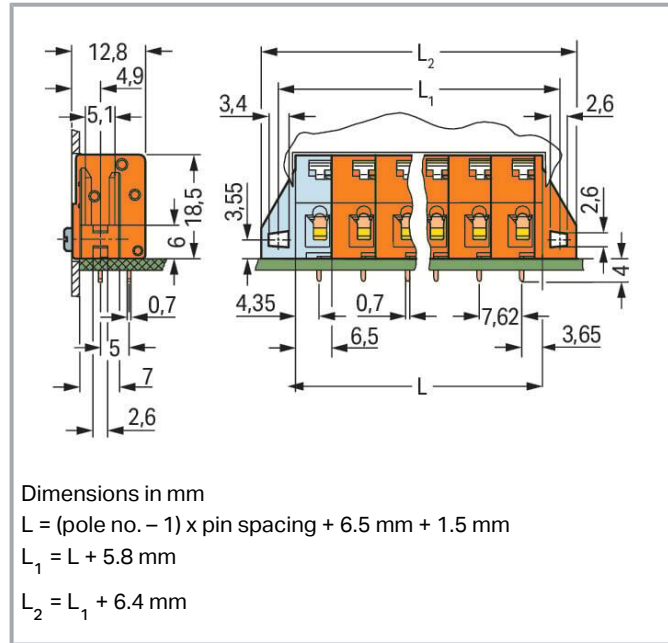 12,8
4,9
5,1
18,5
6
0,7
5
7
2,6
L₂
L₁
3,4
2,6
3,55
2,6
4
4,35
0,7
7,62
6,5
3,65
L
Dimensions in mm
L = (pole no. – 1) x pin spacing + 6.5 mm + 1.5 mm
L₁ = L + 5.8 mm
L₂ = L₁ + 6.4 mm